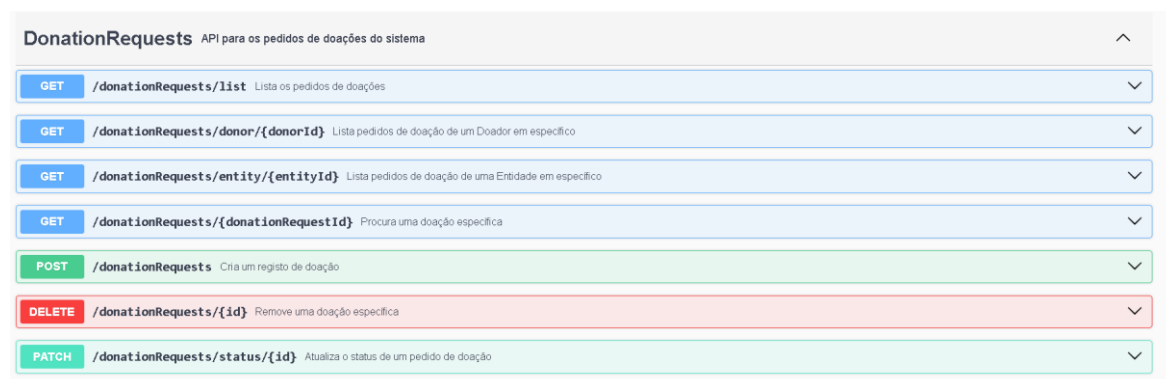 DonationRequests API para os pedidos de doações do sistema
GET /donationRequests/list Lista os pedidos de doações
GET /donationRequests/donor/{donorId} Lista pedidos de doação de um Doador em específico
GET /donationRequests/entity/{entityId} Lista pedidos de doação de uma Entidade em específico
GET /donationRequests/{donationRequestId} Procura uma doação específica
POST /donationRequests Cria um registo de doação
DELETE /donationRequests/{id} Remove uma doação específica
PATCH /donationRequests/status/{id} Atualiza o status de um pedido de doação